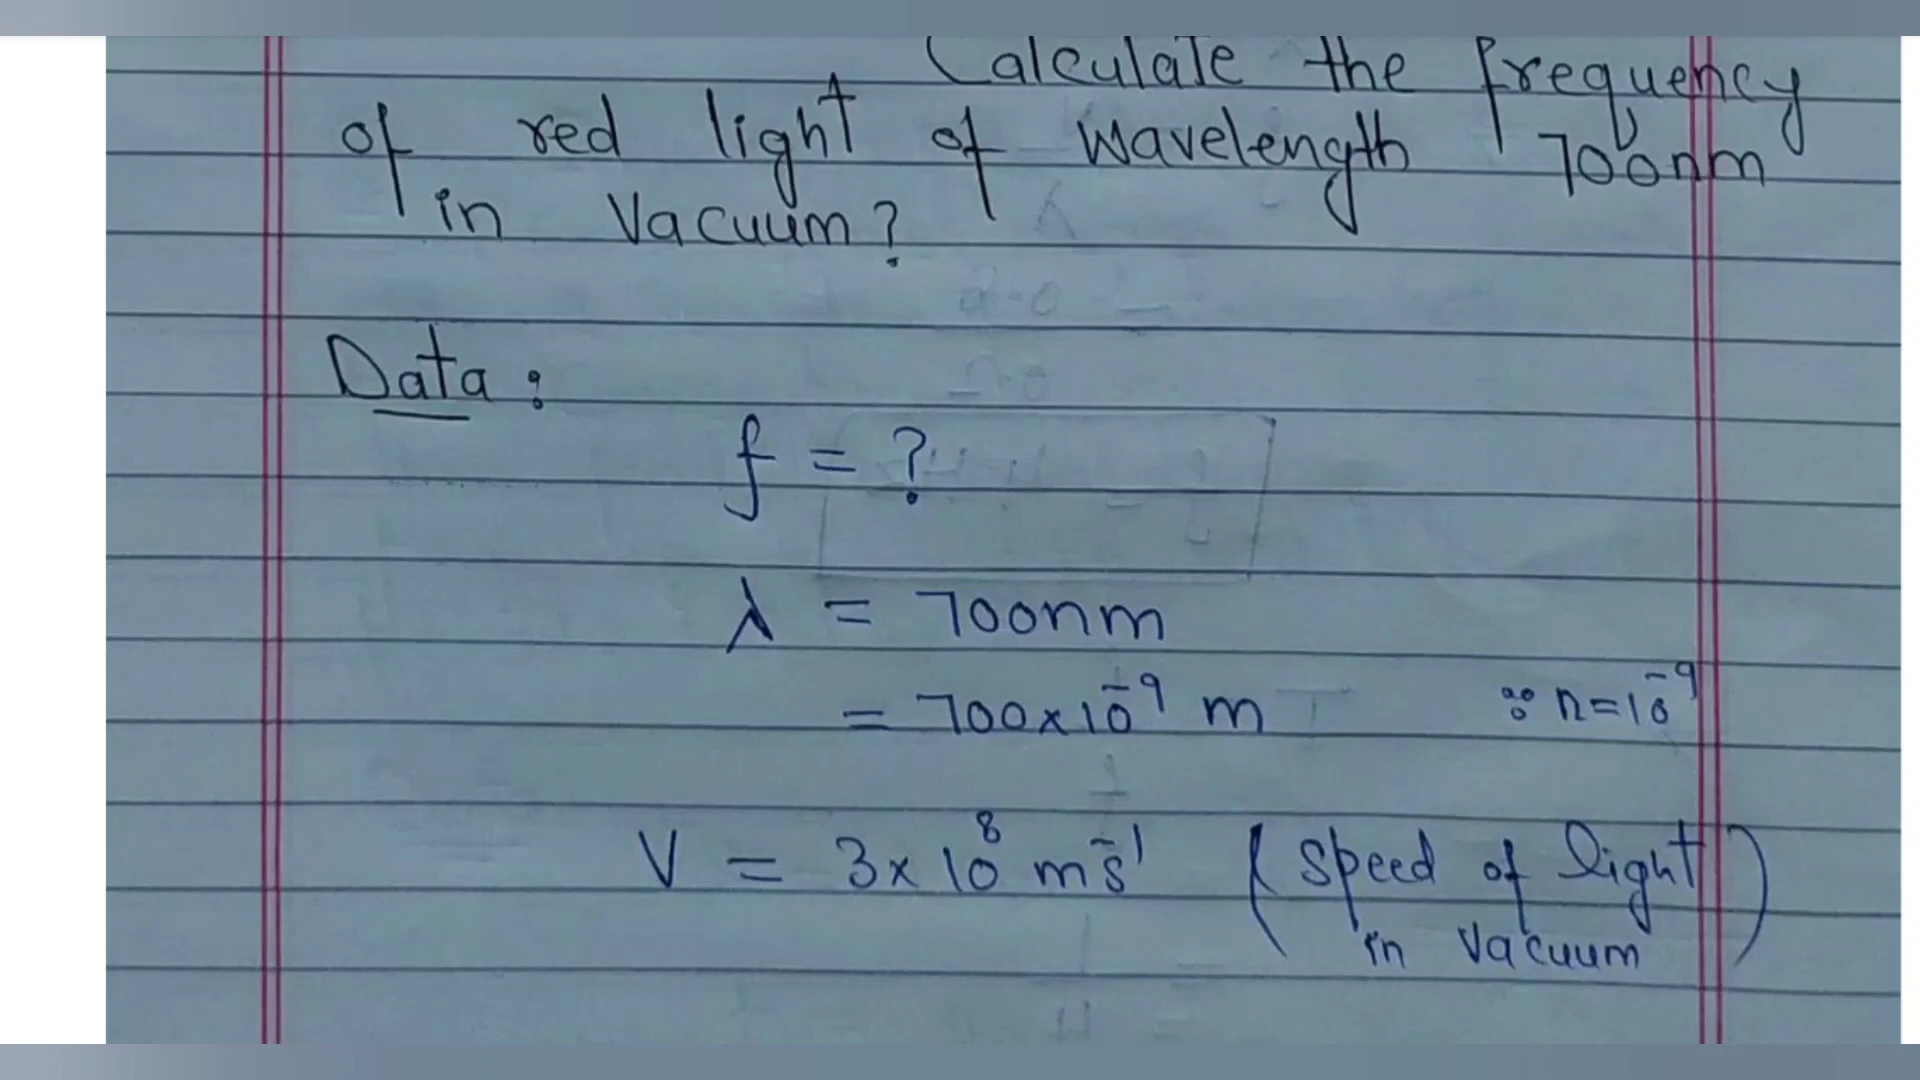 Calculate the frequency
of red light of wavelength 700nm
in Vacuum?
Data:
f = ?
λ = 700nm
= 700×10⁻⁹ m ∵ n=10⁻⁹
V = 3×10⁸ ms⁻¹ (Speed of light
in Vacuum)